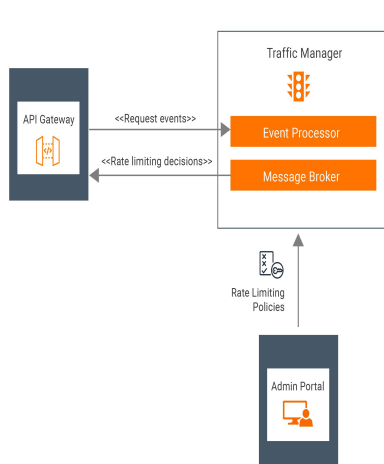 Traffic Manager
API Gateway
<<Request events>>
Event Processor
<<Rate limiting decisions>>
Message Broker
Rate Limiting
Policies
Admin Portal